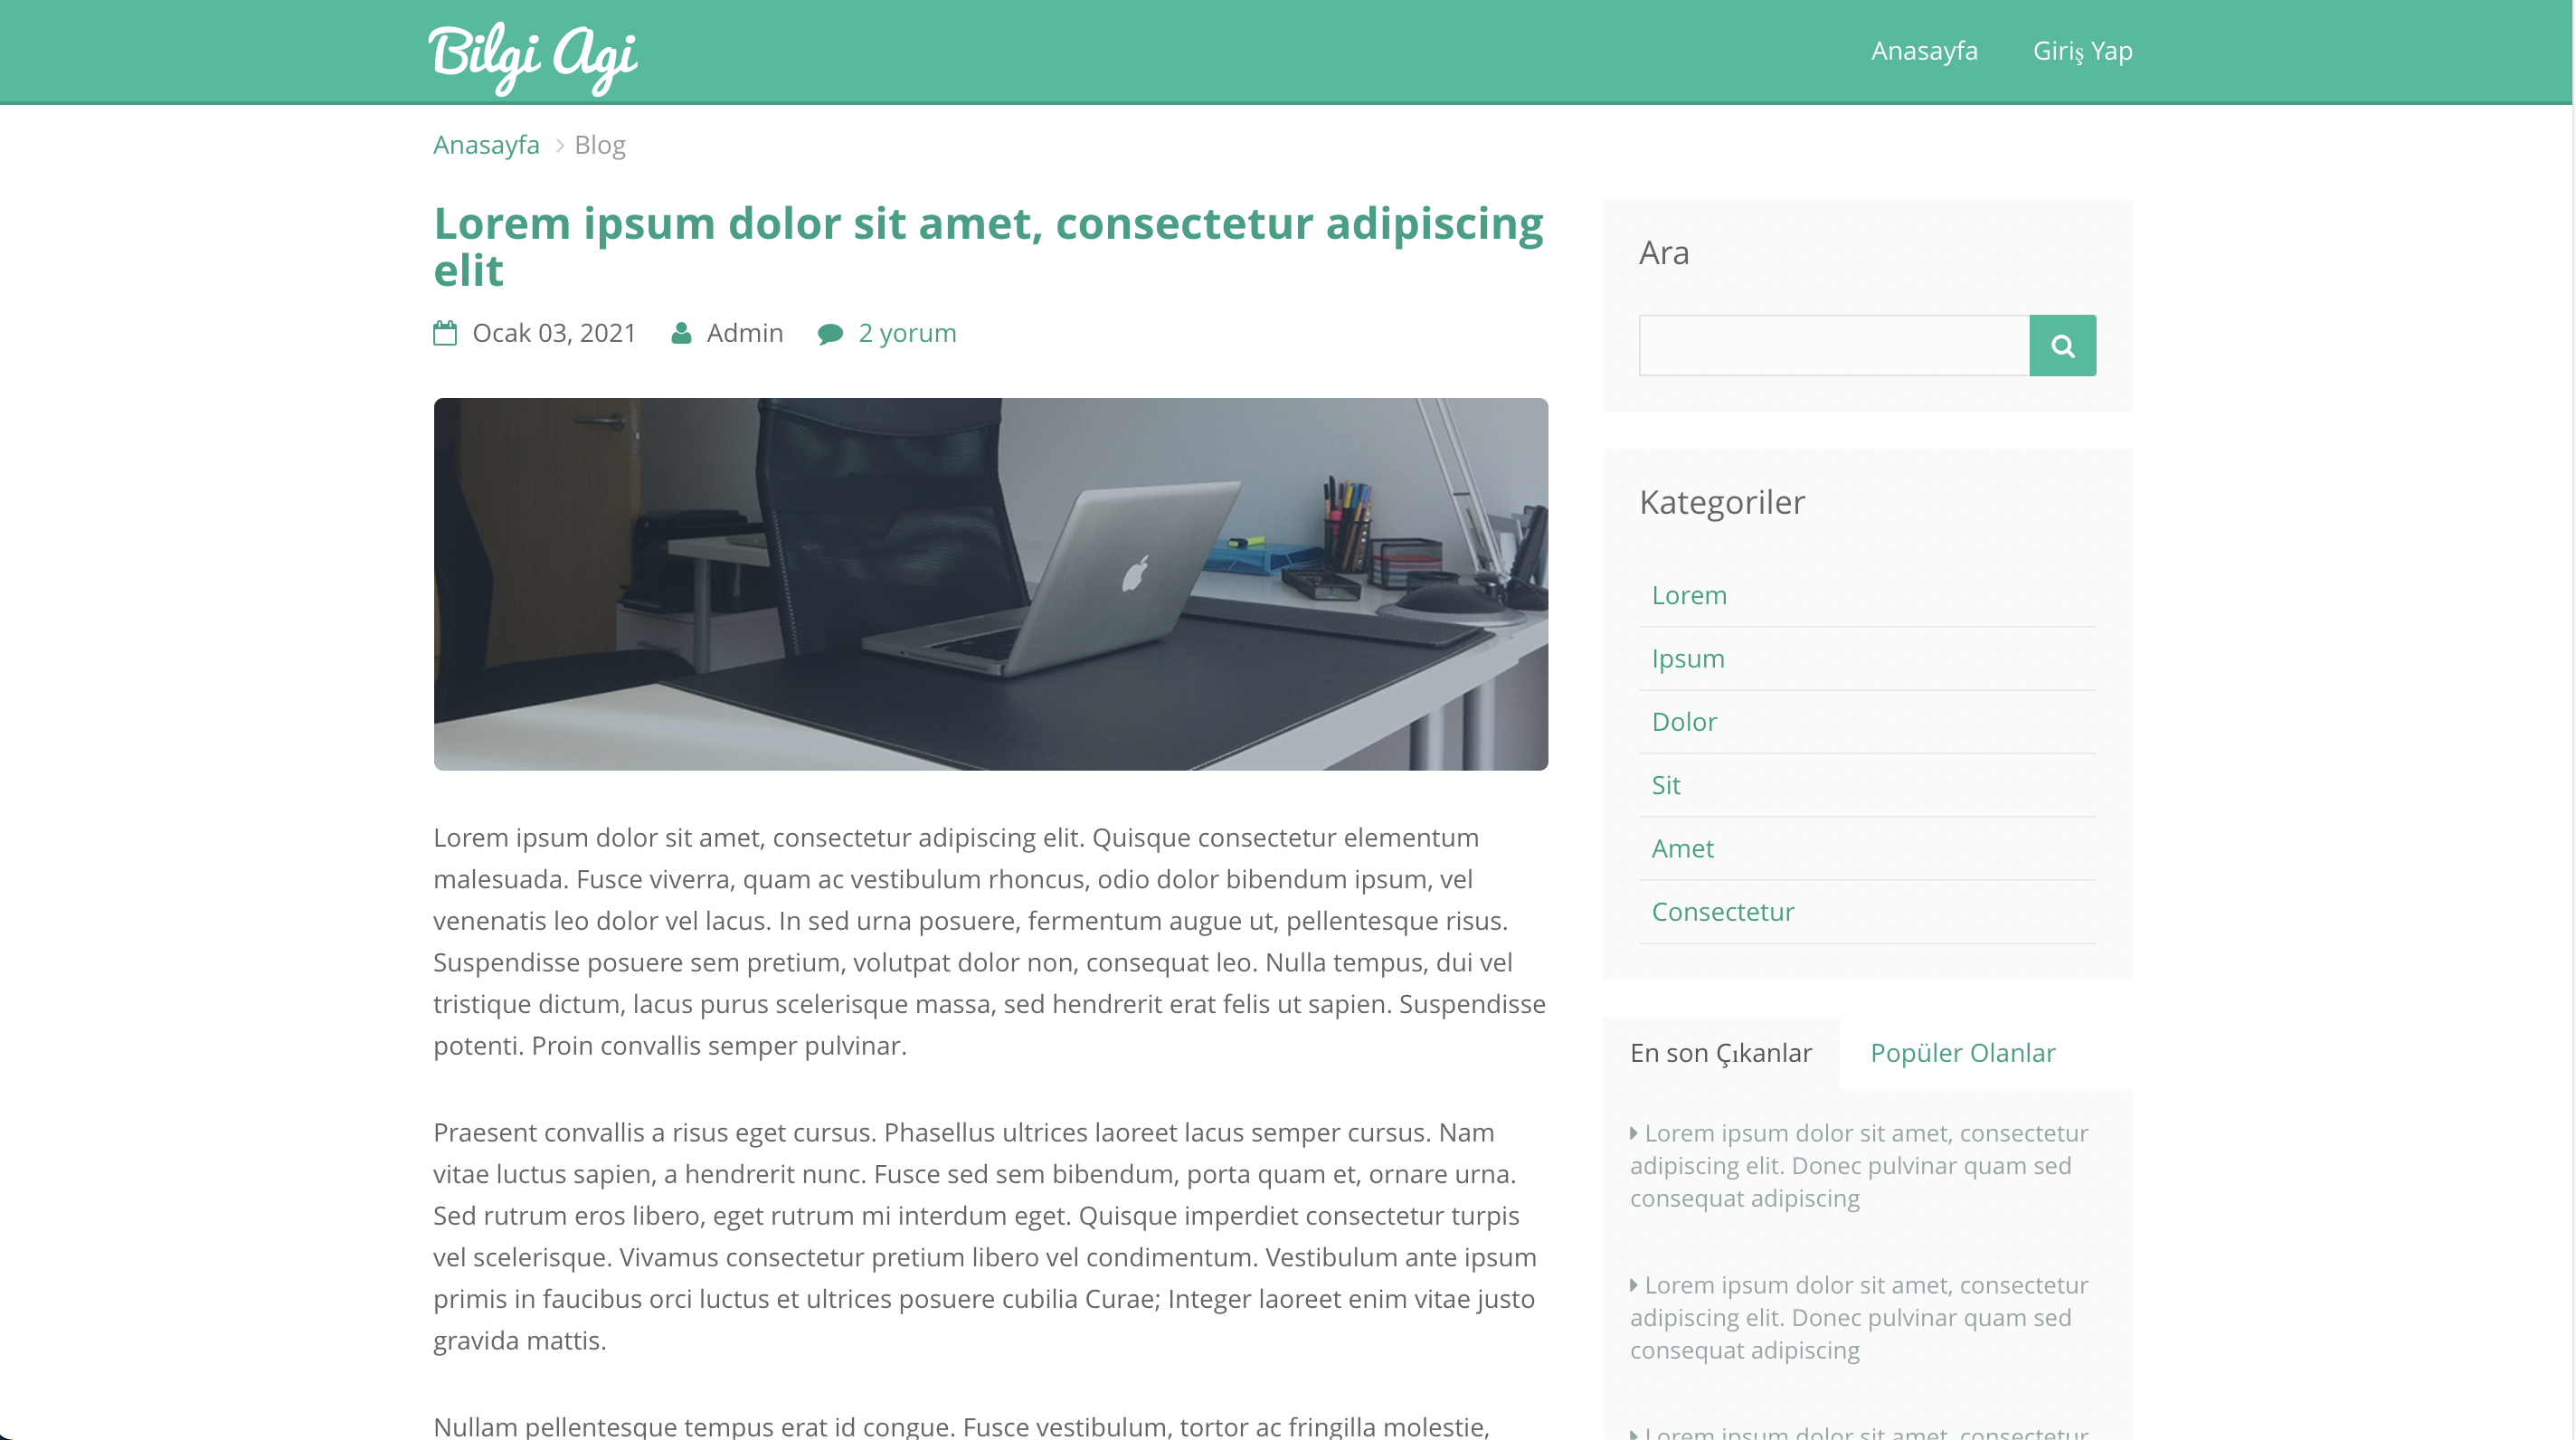 Bilgi Agi
Anasayfa
Giriş Yap
Anasayfa > Blog
Lorem ipsum dolor sit amet, consectetur adipiscing
elit
Ocak 03, 2021
Admin
2 yorum
Lorem ipsum dolor sit amet, consectetur adipiscing elit. Quisque consectetur elementum
malesuada. Fusce viverra, quam ac vestibulum rhoncus, odio dolor bibendum ipsum, vel
venenatis leo dolor vel lacus. In sed urna posuere, fermentum augue ut, pellentesque risus.
Suspendisse posuere sem pretium, volutpat dolor non, consequat leo. Nulla tempus, dui vel
tristique dictum, lacus purus scelerisque massa, sed hendrerit erat felis ut sapien. Suspendisse
potenti. Proin convallis semper pulvinar.
Praesent convallis a risus eget cursus. Phasellus ultrices laoreet lacus semper cursus. Nam
vitae luctus sapien, a hendrerit nunc. Fusce sed sem bibendum, porta quam et, ornare urna.
Sed rutrum eros libero, eget rutrum mi interdum eget. Quisque imperdiet consectetur turpis
vel scelerisque. Vivamus consectetur pretium libero vel condimentum. Vestibulum ante ipsum
primis in faucibus orci luctus et ultrices posuere cubilia Curae; Integer laoreet enim vitae justo
gravida mattis.
Nullam pellentesque tempus erat id congue. Fusce vestibulum, tortor ac fringilla molestie,
Ara
Kategoriler
Lorem
Ipsum
Dolor
Sit
Amet
Consectetur
En son Çıkanlar
Popüler Olanlar
Lorem ipsum dolor sit amet, consectetur
adipiscing elit. Donec pulvinar quam sed
consequat adipiscing
Lorem ipsum dolor sit amet, consectetur
adipiscing elit. Donec pulvinar quam sed
consequat adipiscing
Lorem ipsum dolor sit amet, consectetur